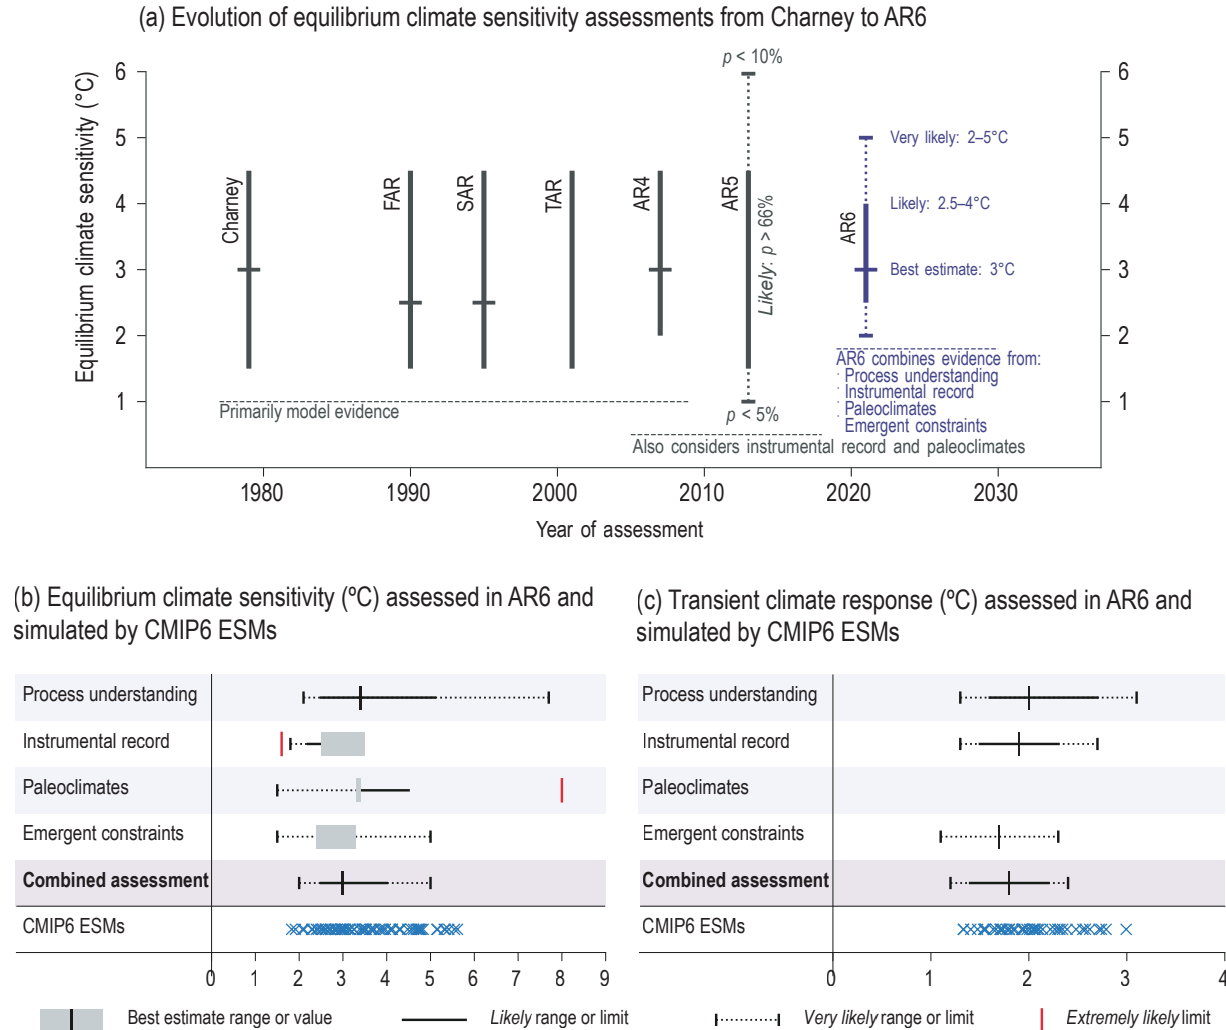 (a) Evolution of equilibrium climate sensitivity assessments from Charney to AR6
Equilibrium climate sensitivity (°C)
6
5
4
3
2
1
Charney
FAR
SAR
TAR
AR4
AR5
AR6
p < 10%
Likely: p > 66%
p < 5%
Very likely: 2–5°C
Likely: 2.5–4°C
Best estimate: 3°C
AR6 combines evidence from:
Process understanding
Instrumental record
Paleoclimates
Emergent constraints
Primarily model evidence
Also considers instrumental record and paleoclimates
6
5
4
3
2
1
1980 1990 2000 2010 2020 2030
Year of assessment
(b) Equilibrium climate sensitivity (ºC) assessed in AR6 and
simulated by CMIP6 ESMs
Process understanding
Instrumental record
Paleoclimates
Emergent constraints
Combined assessment
CMIP6 ESMs
0 1 2 3 4 5 6 7 8 9
(c) Transient climate response (ºC) assessed in AR6 and
simulated by CMIP6 ESMs
Process understanding
Instrumental record
Paleoclimates
Emergent constraints
Combined assessment
CMIP6 ESMs
0 1 2 3 4
Best estimate range or value Likely range or limit Very likely range or limit Extremely likely limit